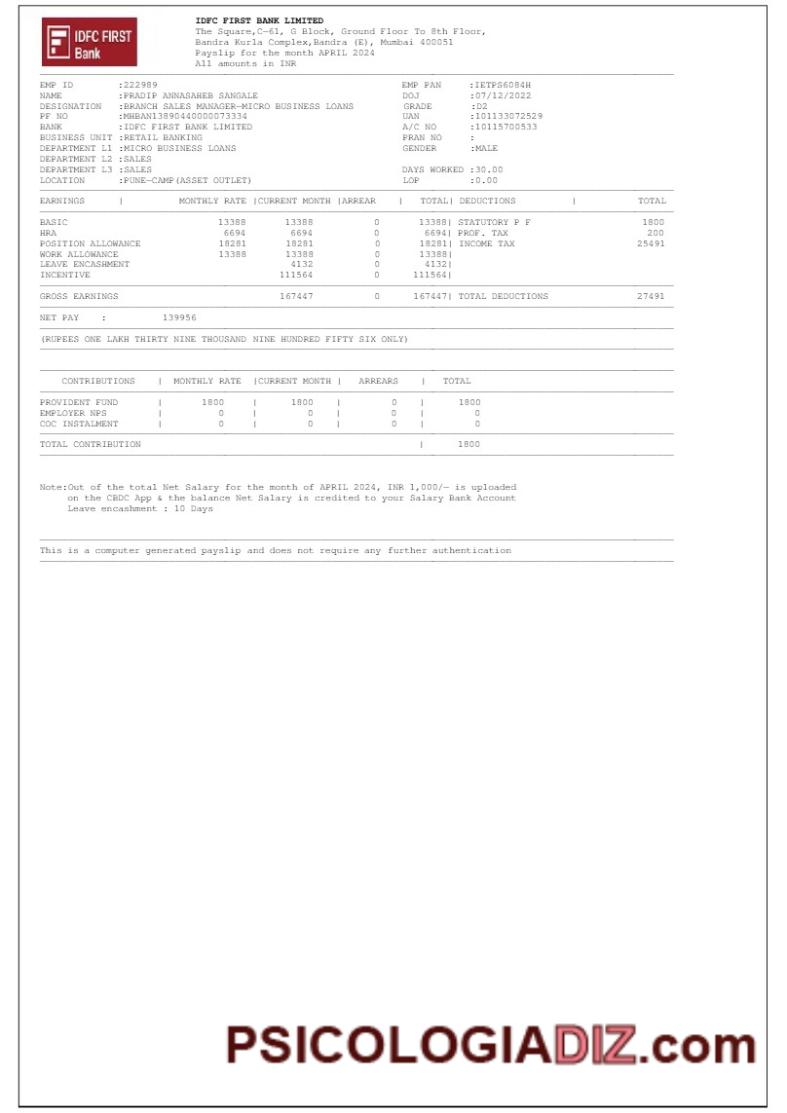 IDFC FIRST
Bank
IDFC FIRST BANK LIMITED
The Square,C-61, G Block, Ground Floor To 8th Floor,
Bandra Kurla Complex,Bandra (E), Mumbai 400051
Payslip for the month APRIL 2024
All amounts in INR
EMP ID :222989 EMP PAN :IETPS6084H
NAME :PRADIP ANNASAHEB SANGALE DOJ :07/12/2022
DESIGNATION :BRANCH SALES MANAGER-MICRO BUSINESS LOANS GRADE :D2
PF NO :MHBAN13890440000073334 UAN :101133072529
BANK :IDFC FIRST BANK LIMITED A/C NO :10115700533
BUSINESS UNIT :RETAIL BANKING PRAN NO :
DEPARTMENT L1 :MICRO BUSINESS LOANS GENDER :MALE
DEPARTMENT L2 :SALES
DEPARTMENT L3 :SALES DAYS WORKED :30.00
LOCATION :PUNE-CAMP(ASSET OUTLET) LOP :0.00
EARNINGS | MONTHLY RATE |CURRENT MONTH |ARREAR | TOTAL| DEDUCTIONS | TOTAL
BASIC 13388 13388 0 13388| STATUTORY P F 1800
HRA 6694 6694 0 6694| PROF. TAX 200
POSITION ALLOWANCE 18281 18281 0 18281| INCOME TAX 25491
WORK ALLOWANCE 13388 13388 0 13388|
LEAVE ENCASHMENT 4132 0 4132|
INCENTIVE 111564 0 111564|
GROSS EARNINGS 167447 0 167447| TOTAL DEDUCTIONS 27491
NET PAY : 139956
(RUPEES ONE LAKH THIRTY NINE THOUSAND NINE HUNDRED FIFTY SIX ONLY)
CONTRIBUTIONS | MONTHLY RATE |CURRENT MONTH | ARREARS | TOTAL
PROVIDENT FUND | 1800 | 1800 | 0 | 1800
EMPLOYER NPS | 0 | 0 | 0 | 0
COC INSTALMENT | 0 | 0 | 0 | 0
TOTAL CONTRIBUTION | 1800
Note:Out of the total Net Salary for the month of APRIL 2024, INR 1,000/- is uploaded
on the CBDC App & the balance Net Salary is credited to your Salary Bank Account
Leave encashment : 10 Days
This is a computer generated payslip and does not require any further authentication
PSICOLOGIADIZ.com